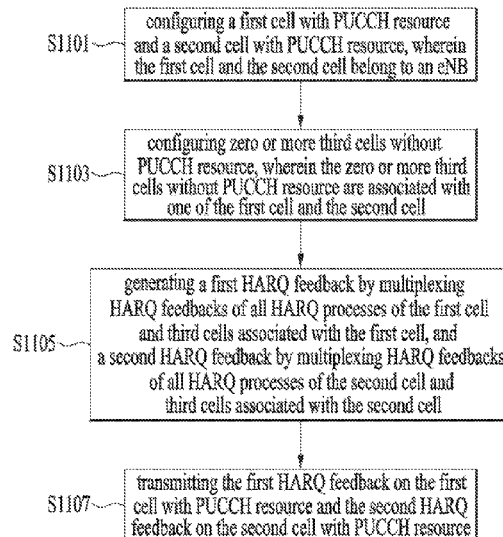 S1101
configuring a first cell with PUCCH resource
and a second cell with PUCCH resource, wherein
the first cell and the second cell belong to an eNB
S1103
configuring zero or more third cells without
PUCCH resource, wherein the zero or more third
cells without PUCCH resource are associated with
one of the first cell and the second cell
S1105
generating a first HARQ feedback by multiplexing
HARQ feedbacks of all HARQ processes of the first cell
and third cells associated with the first cell, and
a second HARQ feedback by multiplexing HARQ feedbacks
of all HARQ processes of the second cell and
third cells associated with the second cell
S1107
transmitting the first HARQ feedback on the first
cell with PUCCH resource and the second HARQ
feedback on the second cell with PUCCH resource